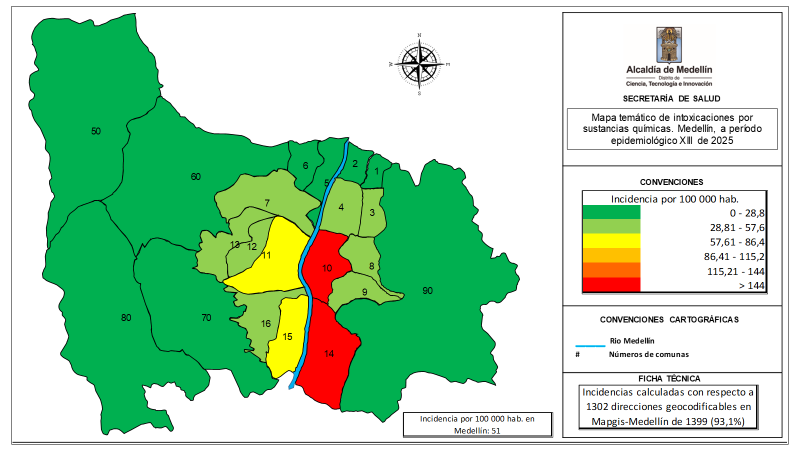 N
W
E
S
50
60
6
5
2
1
7
4
3
13
12
11
10
8
9
90
80
70
16
15
14
Incidencia por 100 000 hab. en
Medellín: 51
Alcaldía de Medellín
Distrito de
Ciencia, Tecnología e Innovación
SECRETARÍA DE SALUD
Mapa temático de intoxicaciones por
sustancias químicas. Medellín, a período
epidemiológico XIII de 2025
CONVENCIONES
Incidencia por 100 000 hab.
0 - 28,8
28,81 - 57,6
57,61 - 86,4
86,41 - 115,2
115,21 - 144
> 144
CONVENCIONES CARTOGRÁFICAS
Rio Medellín
# Números de comunas
FICHA TÉCNICA
Incidencias calculadas con respecto a
1302 direcciones geocodificables en
Mapgis-Medellín de 1399 (93,1%)